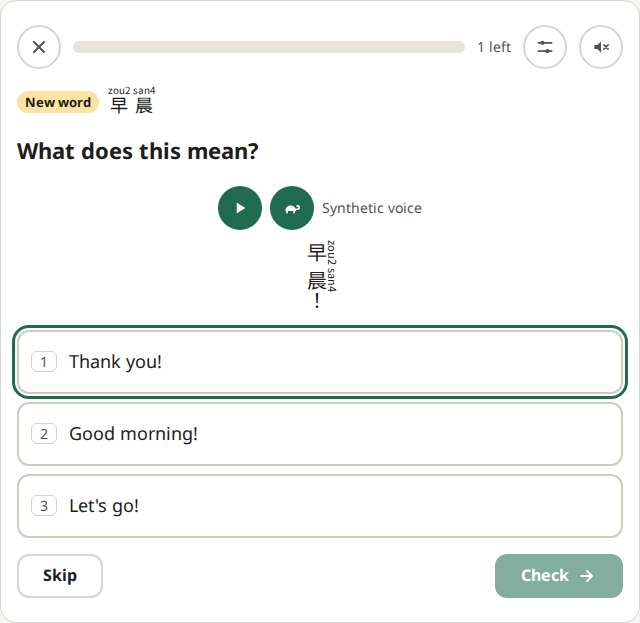 1 left
New word
zou2 san4
早晨
What does this mean?
Synthetic voice
早晨!
zou2 san4
1 Thank you!
2 Good morning!
3 Let's go!
Skip
Check →